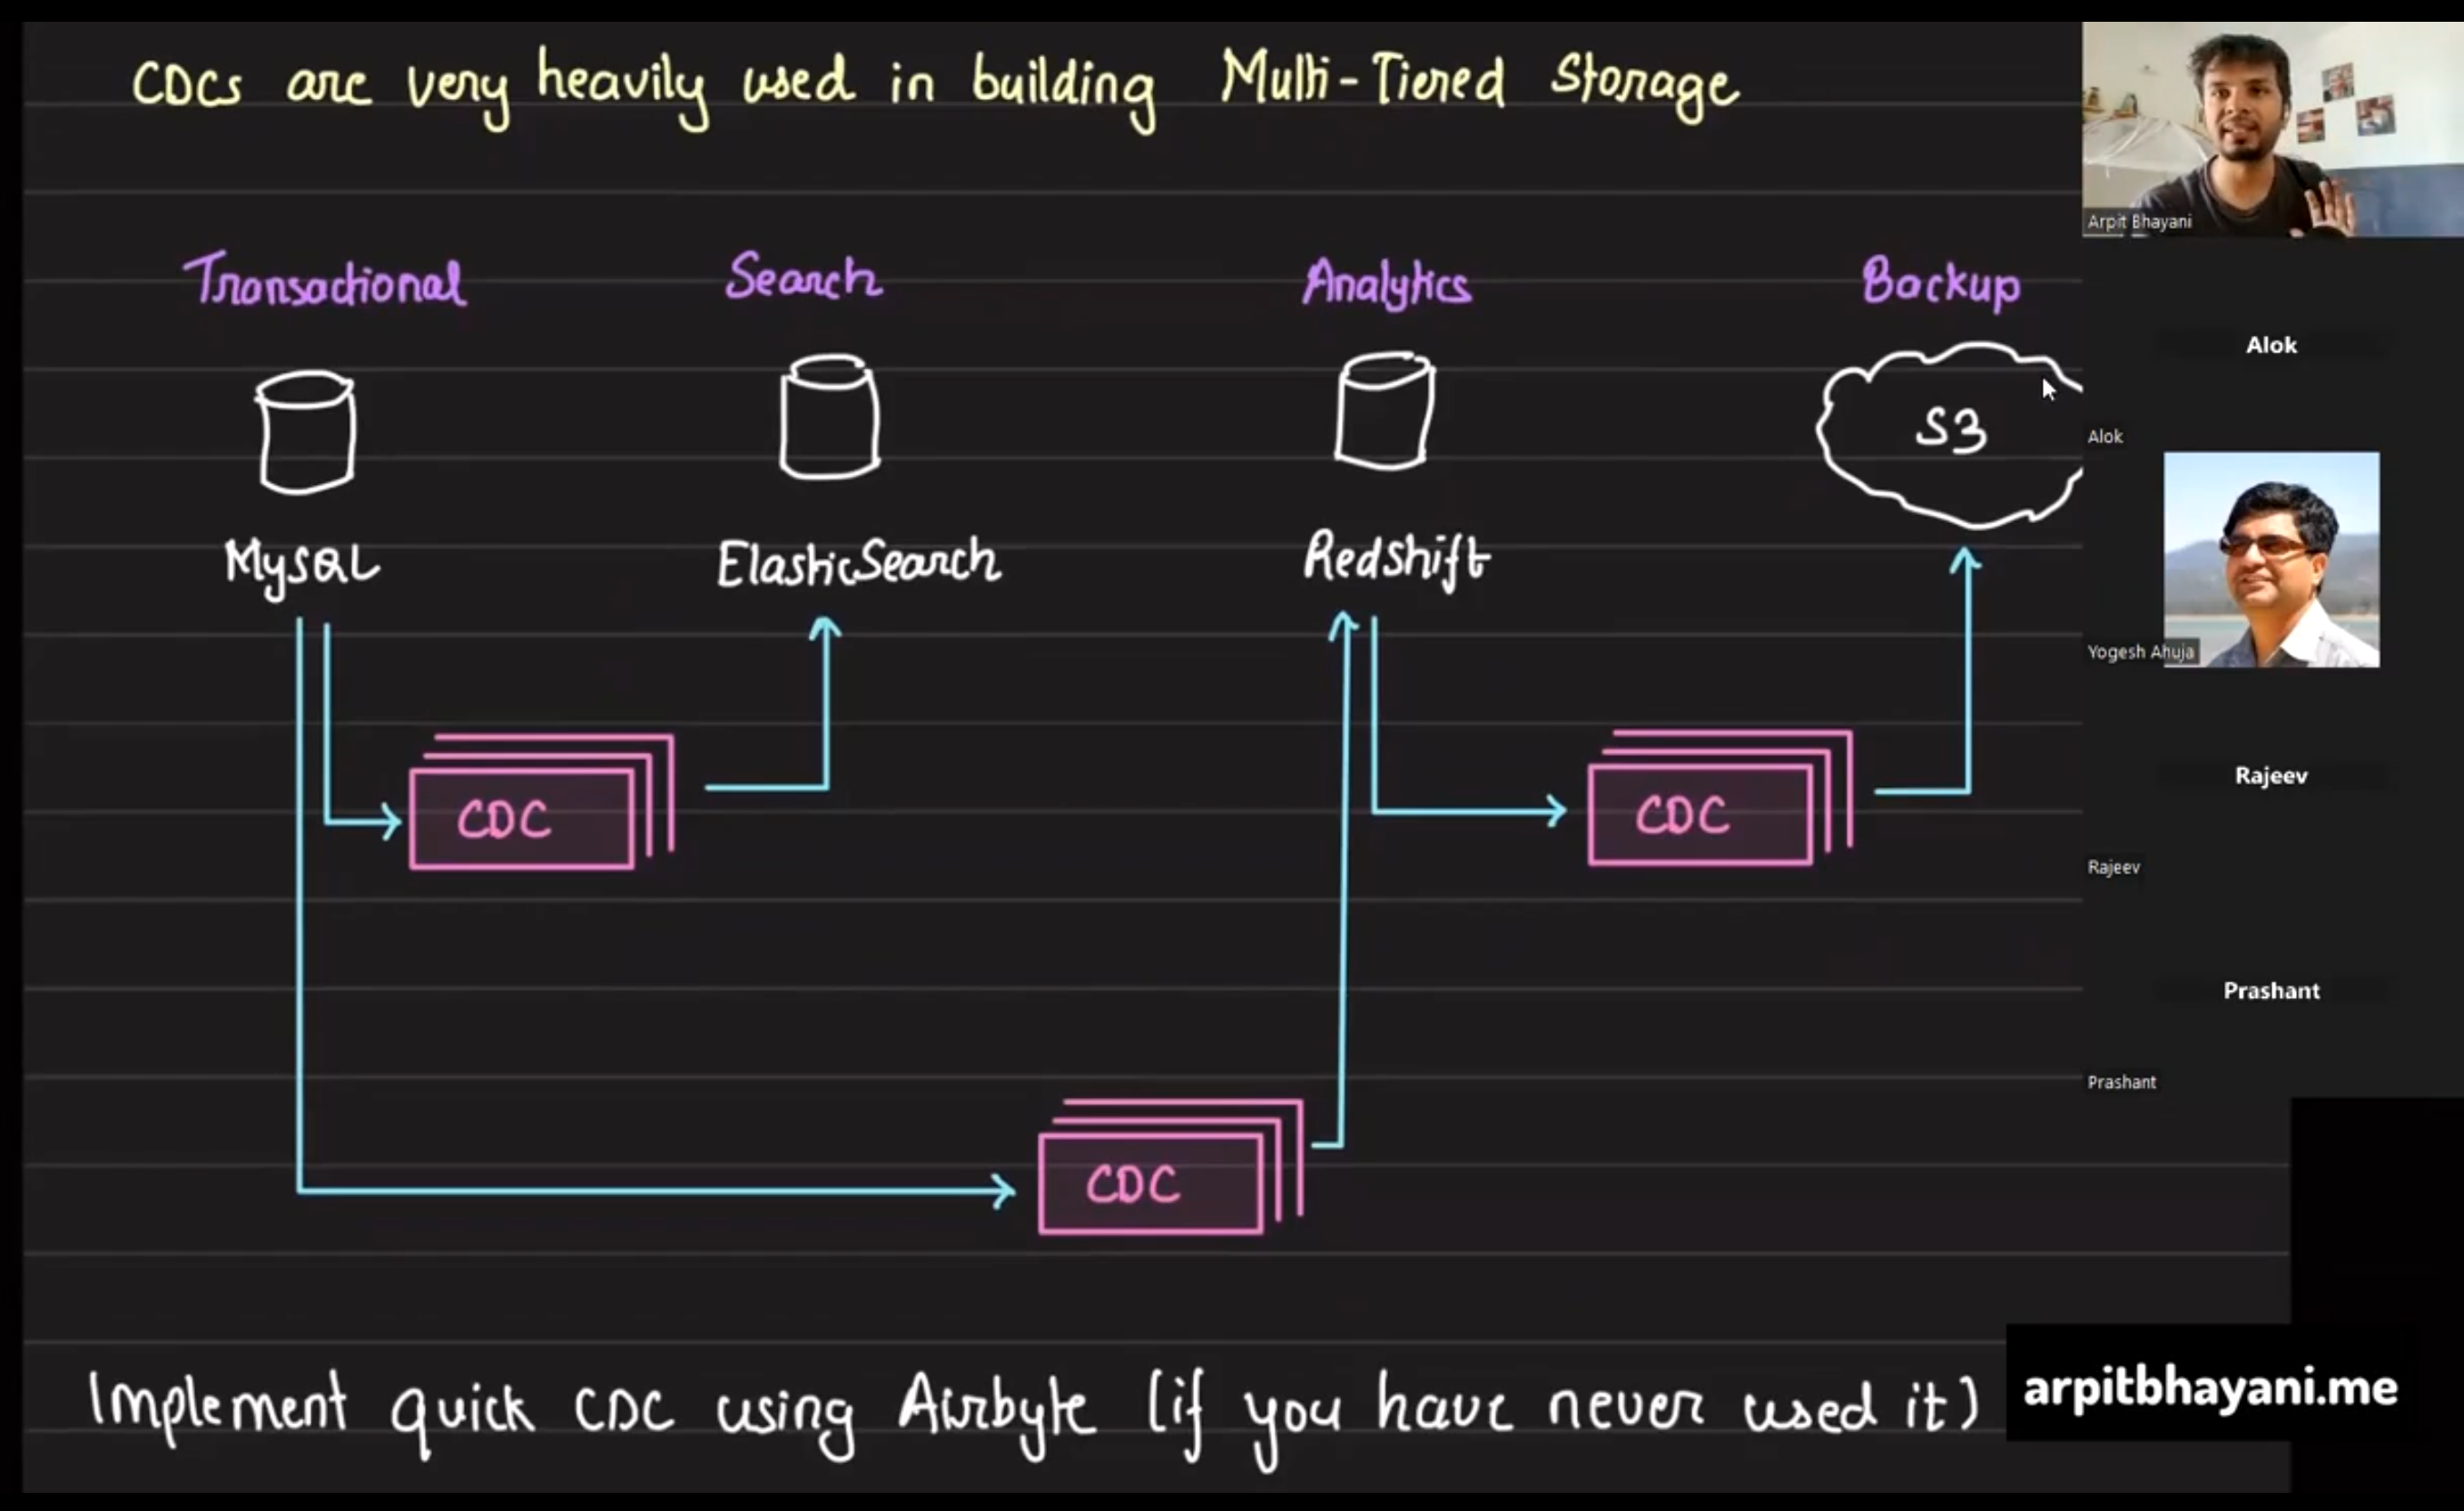 CDCs are very heavily used in building Multi-Tiered Storage
Arpit Bhayani
Transactional Search Analytics Backup
Alok
S3
Alok
MySQL ElasticSearch Redshift
Yogesh Ahuja
Rajeev
CDC CDC
Rajeev
Prashant
Prashant
CDC
Implement quick CDC using Airbyte (if you have never used it)
arpitbhayani.me